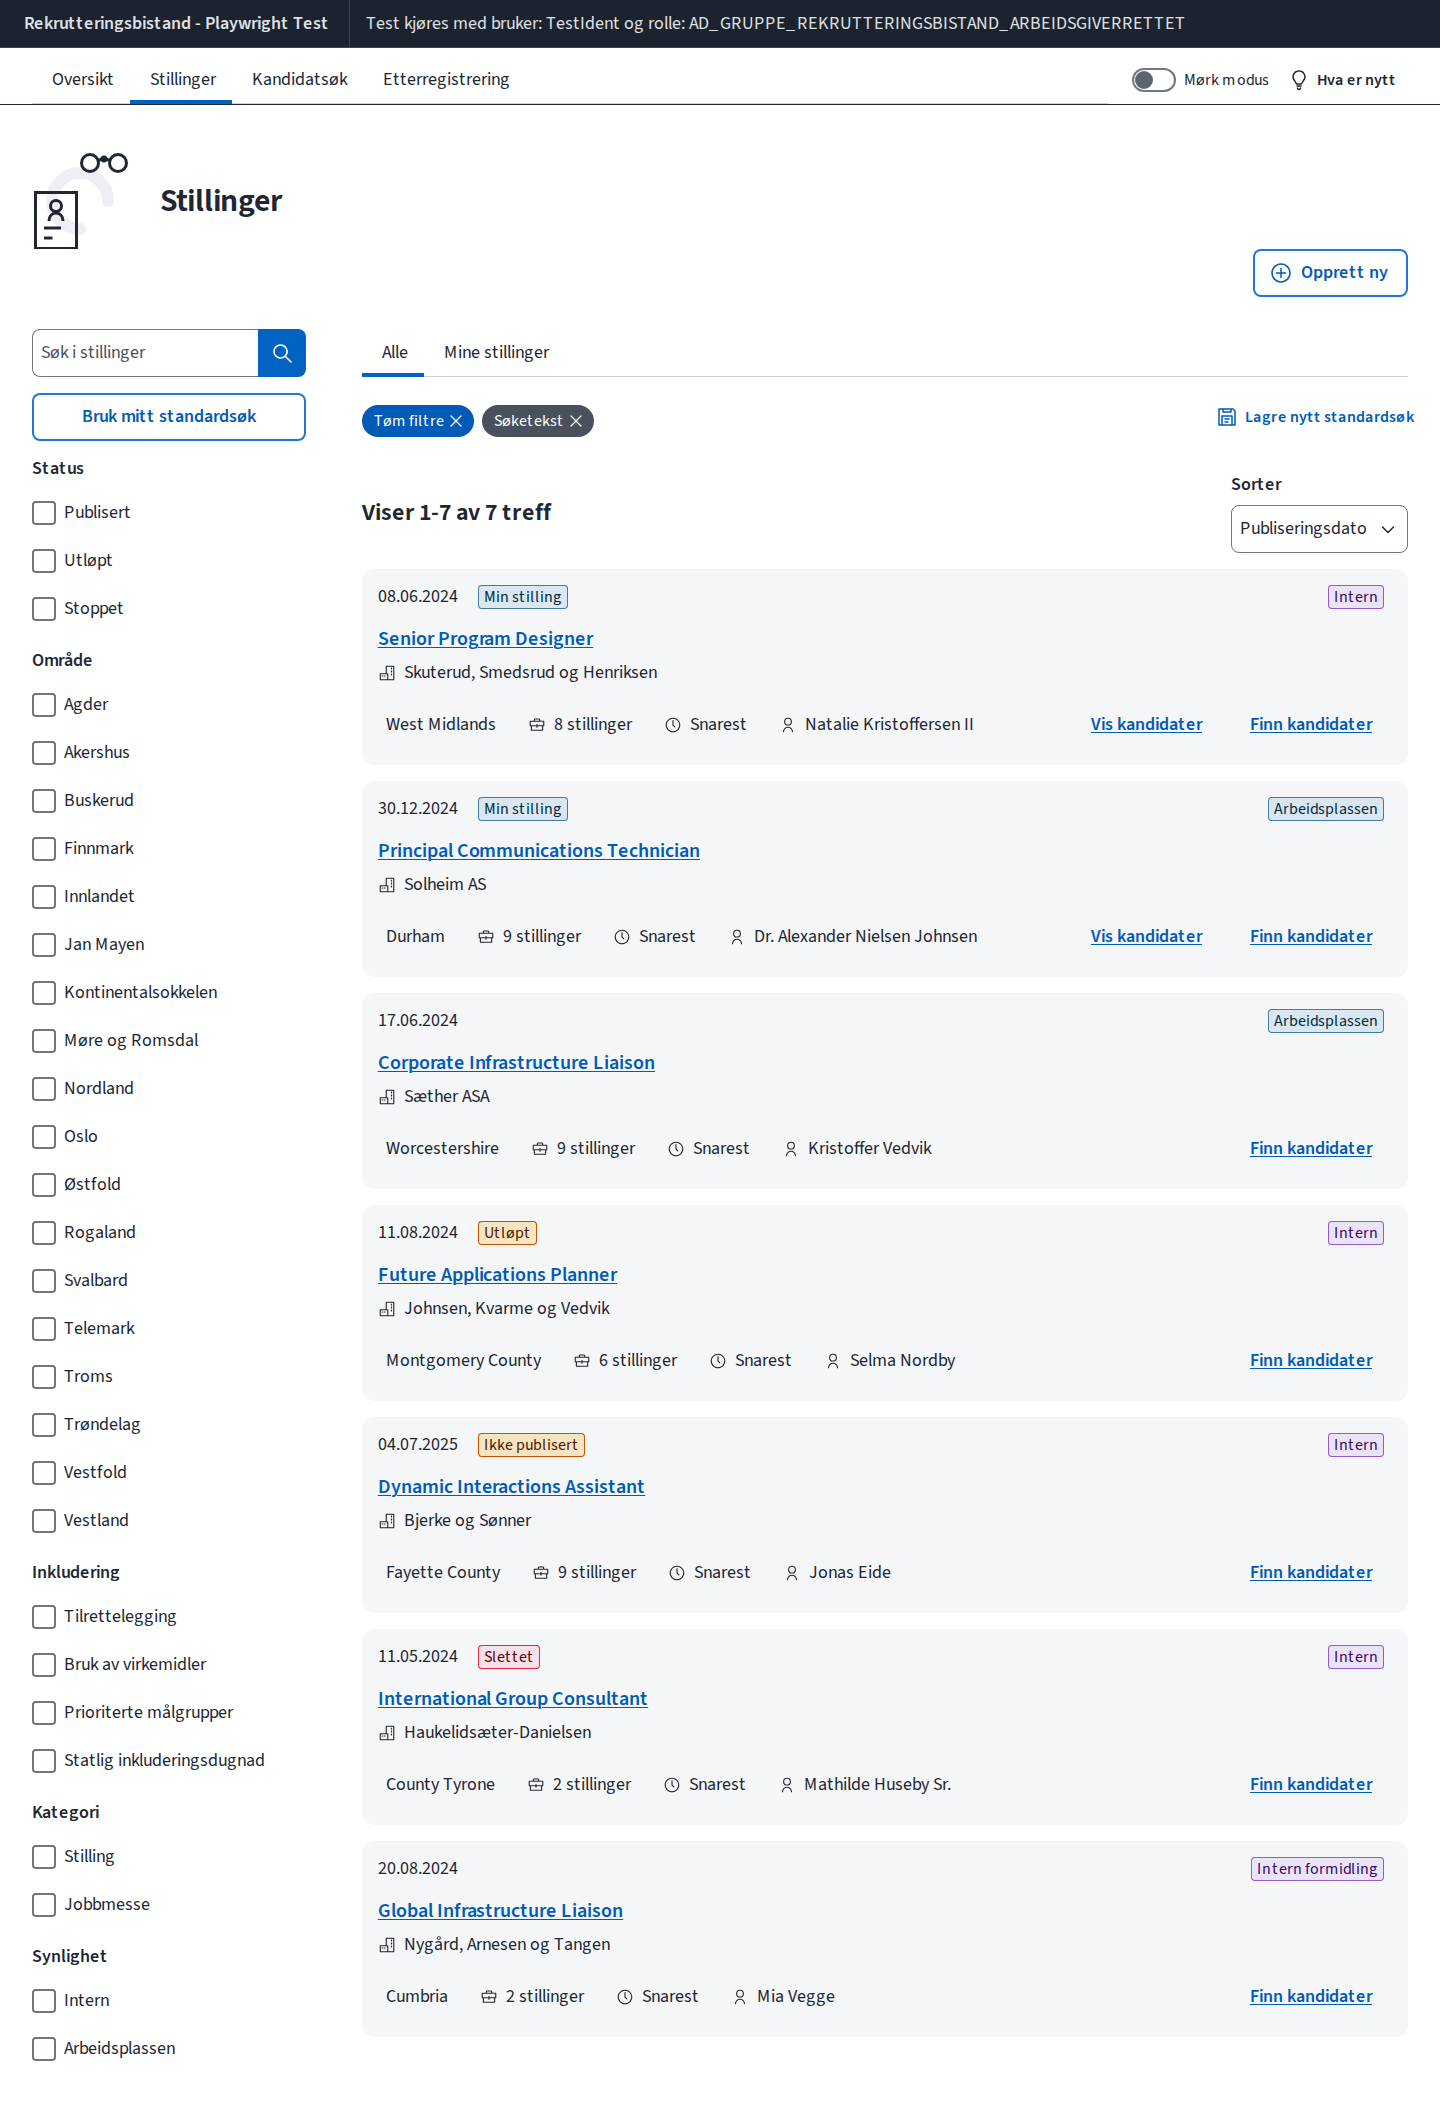 Rekrutteringsbistand - Playwright Test
Test kjøres med bruker: TestIdent og rolle: AD_GRUPPE_REKRUTTERINGSBISTAND_ARBEIDSGIVERRETTET
Oversikt
Stillinger
Kandidatsøk
Etterregistrering
Mørk modus
Hva er nytt
Stillinger
Opprett ny
Søk i stillinger
Bruk mitt standardsøk
Status
Publisert
Utløpt
Stoppet
Område
Agder
Akershus
Buskerud
Finnmark
Innlandet
Jan Mayen
Kontinentalsokkelen
Møre og Romsdal
Nordland
Oslo
Østfold
Rogaland
Svalbard
Telemark
Troms
Trøndelag
Vestfold
Vestland
Inkludering
Tilrettelegging
Bruk av virkemidler
Prioriterte målgrupper
Statlig inkluderingsdugnad
Kategori
Stilling
Jobbmesse
Synlighet
Intern
Arbeidsplassen
Alle
Mine stillinger
Tøm filtre
Søketekst
Lagre nytt standardsøk
Viser 1-7 av 7 treff
Sorter
Publiseringsdato
08.06.2024 Min stilling Intern
Senior Program Designer
Skuterud, Smedsrud og Henriksen
West Midlands 8 stillinger Snarest Natalie Kristoffersen II Vis kandidater Finn kandidater
30.12.2024 Min stilling Arbeidsplassen
Principal Communications Technician
Solheim AS
Durham 9 stillinger Snarest Dr. Alexander Nielsen Johnsen Vis kandidater Finn kandidater
17.06.2024 Arbeidsplassen
Corporate Infrastructure Liaison
Sæther ASA
Worcestershire 9 stillinger Snarest Kristoffer Vedvik Finn kandidater
11.08.2024 Utløpt Intern
Future Applications Planner
Johnsen, Kvarme og Vedvik
Montgomery County 6 stillinger Snarest Selma Nordby Finn kandidater
04.07.2025 Ikke publisert Intern
Dynamic Interactions Assistant
Bjerke og Sønner
Fayette County 9 stillinger Snarest Jonas Eide Finn kandidater
11.05.2024 Slettet Intern
International Group Consultant
Haukelidsæter-Danielsen
County Tyrone 2 stillinger Snarest Mathilde Huseby Sr. Finn kandidater
20.08.2024 Intern formidling
Global Infrastructure Liaison
Nygård, Arnesen og Tangen
Cumbria 2 stillinger Snarest Mia Vegge Finn kandidater